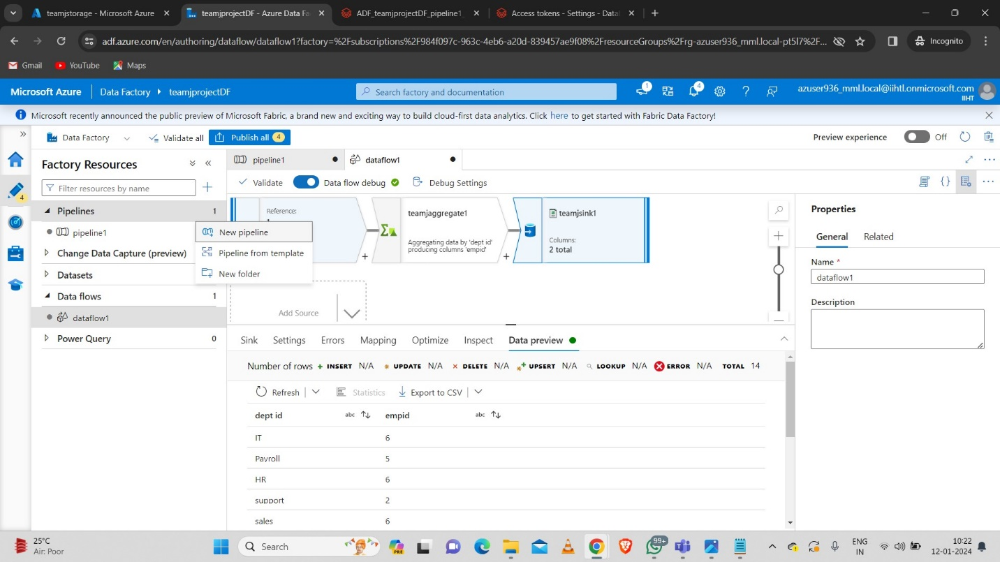 teamjstorage - Microsoft Azure
teamjprojectDF - Azure Data Fa
ADF_teamjprojectDF_pipeline1_
Access tokens - Settings - Data
adf.azure.com/en/authoring/dataflow/dataflow1?factory=%2Fsubscriptions%2F984f097c-963c-4eb6-a20d-839457ae9f08%2FresourceGroups%2Frg-azuser936_mml.local-pt5l7%2F...
Incognito
Gmail
YouTube
Maps
Microsoft Azure
Data Factory
teamjprojectDF
Search factory and documentation
1
4
azuser936_mml.local@iihtl.onmicrosoft.com
IIHT
Microsoft recently announced the public preview of Microsoft Fabric, a brand new and exciting way to build cloud-first data analytics. Click here to get started with Fabric Data Factory!
Data Factory
Validate all
Publish all 4
Preview experience
Off
4
Factory Resources
Filter resources by name
Pipelines 1
pipeline1
Change Data Capture (preview)
Datasets
Data flows 1
dataflow1
Power Query 0
New pipeline
Pipeline from template
New folder
pipeline1
dataflow1
Validate
Data flow debug
Debug Settings
Reference:
teamjaggregate1
Aggregating data by 'dept id'
producing columns 'empid'
teamjsink1
Columns:
2 total
Add Source
Sink
Settings
Errors
Mapping
Optimize
Inspect
Data preview
Number of rows + INSERT N/A UPDATE N/A DELETE N/A UPSERT N/A LOOKUP N/A ERROR N/A TOTAL 14
Refresh
Statistics
Export to CSV
dept id abc empid abc
IT 6
Payroll 5
HR 6
support 2
sales 6
Properties
General
Related
Name *
dataflow1
Description
25°C
Air: Poor
Search
PRE
99+
ENG
IN
10:22
12-01-2024